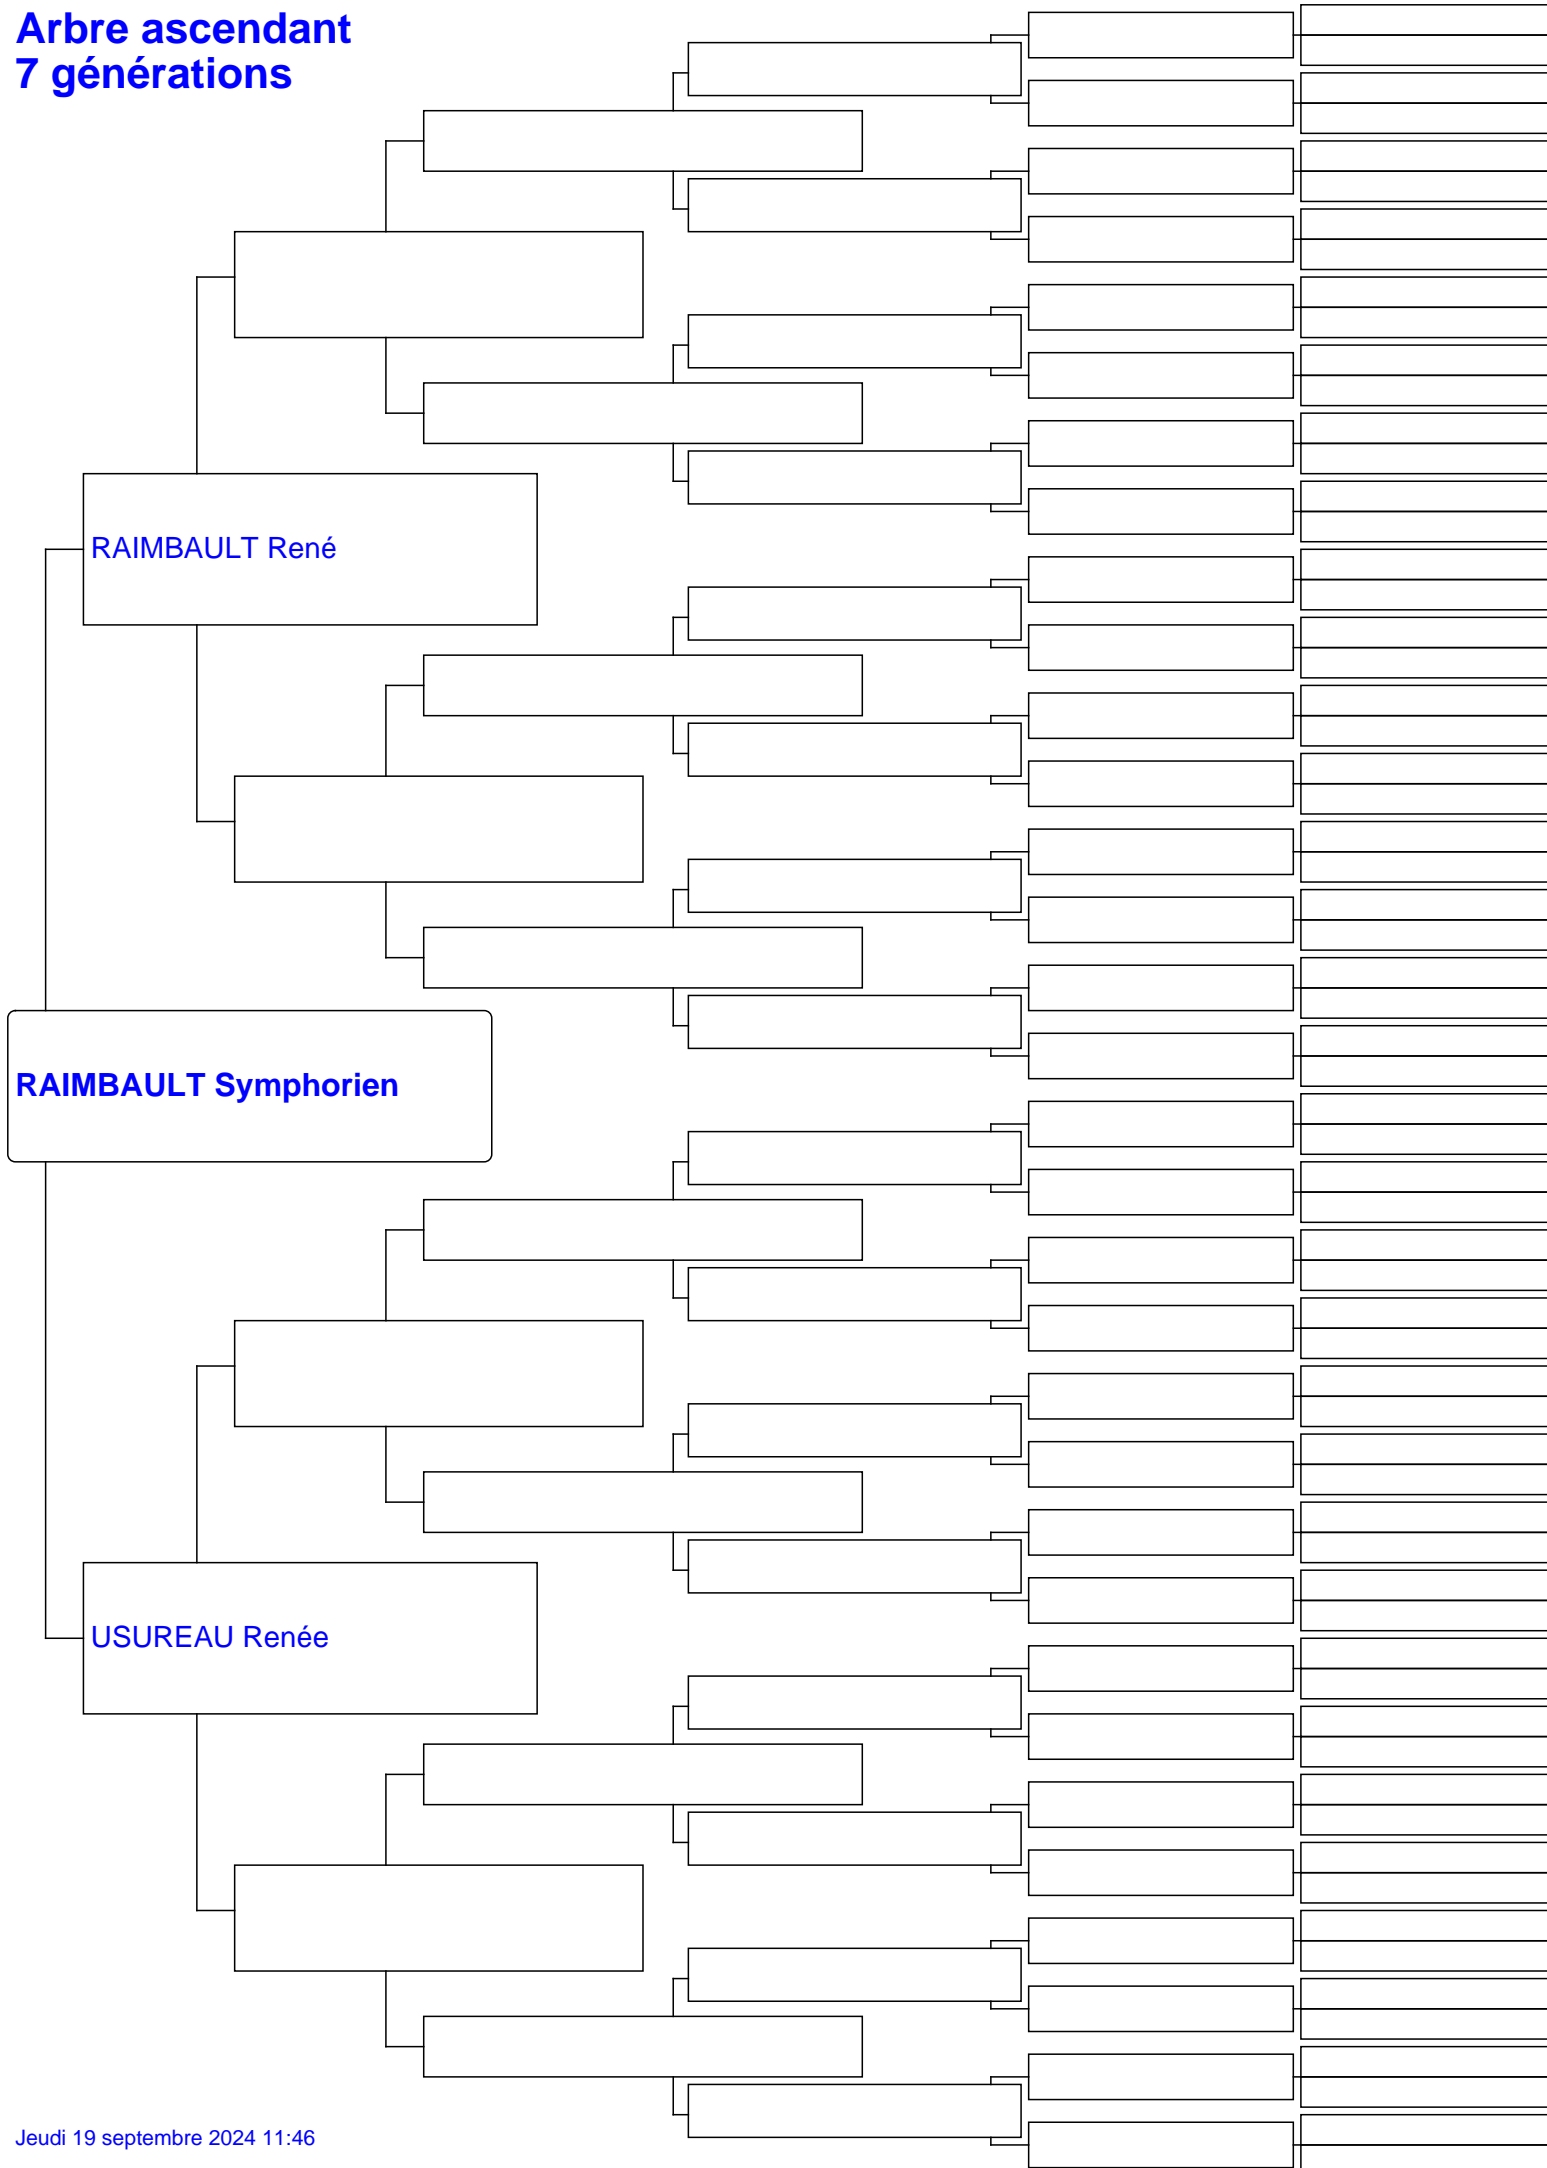 Arbre ascendant
7 générations
RAIMBAULT René
RAIMBAULT Symphorien
USUREAU Renée
Jeudi 19 septembre 2024 11:46